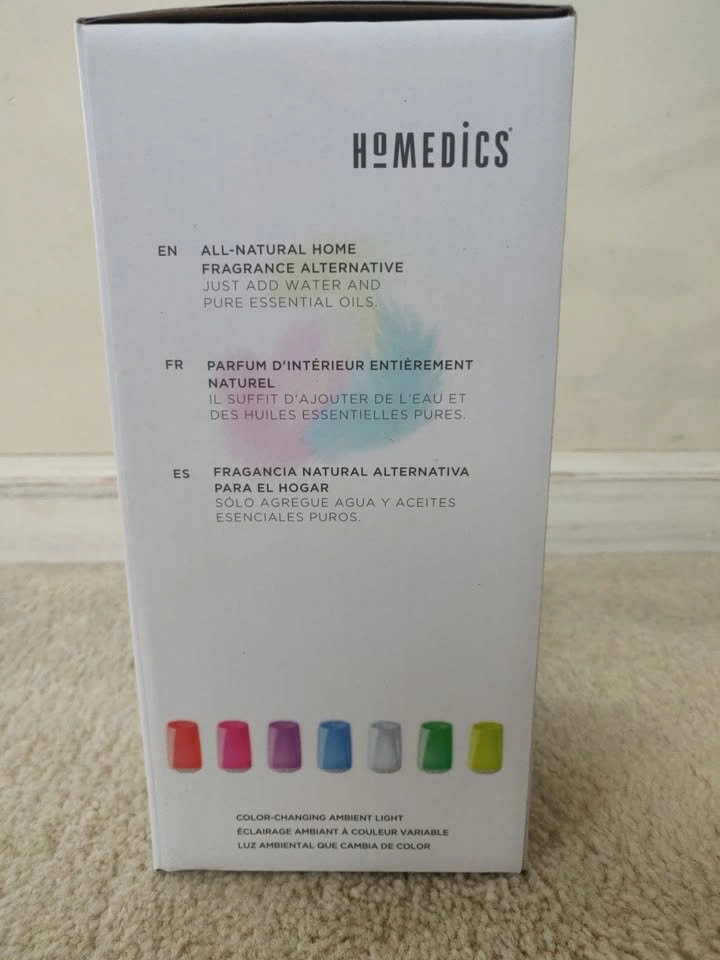 HOMEDICS®
EN ALL-NATURAL HOME
FRAGRANCE ALTERNATIVE
JUST ADD WATER AND
PURE ESSENTIAL OILS.
FR PARFUM D'INTÉRIEUR ENTIÈREMENT
NATUREL
IL SUFFIT D'AJOUTER DE L'EAU ET
DES HUILES ESSENTIELLES PURES.
ES FRAGANCIA NATURAL ALTERNATIVA
PARA EL HOGAR
SÓLO AGREGUE AGUA Y ACEITES
ESENCIALES PUROS.
COLOR-CHANGING AMBIENT LIGHT
ÉCLAIRAGE AMBIANT À COULEUR VARIABLE
LUZ AMBIENTAL QUE CAMBIA DE COLOR